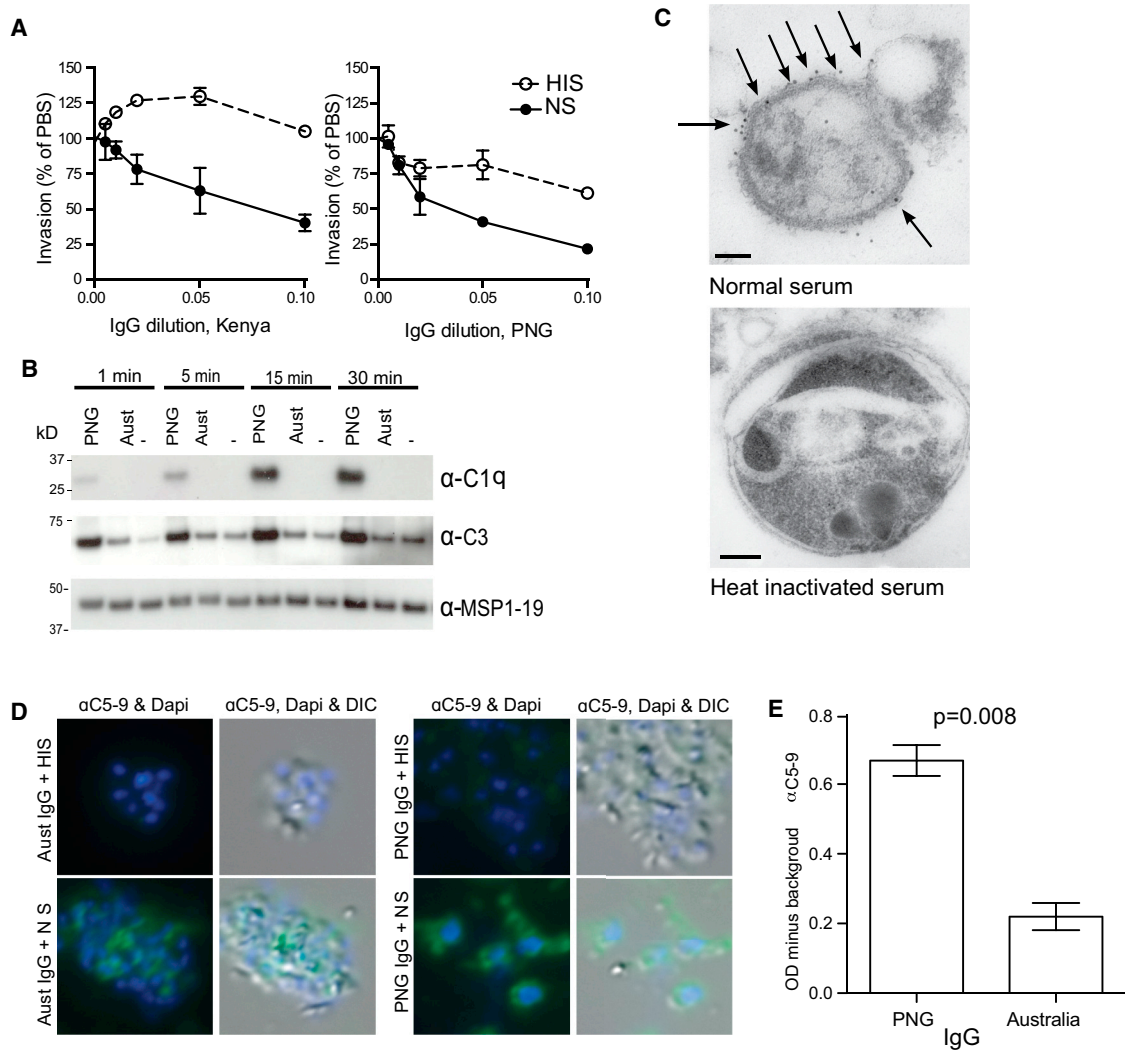 A
150
125
100
75
50
25
0
Invasion (% of PBS)
0.00 0.05 0.10
IgG dilution, Kenya
150
125
100
75
50
25
0
Invasion (% of PBS)
0.00 0.05 0.10
IgG dilution, PNG
HIS
NS
B
1 min 5 min 15 min 30 min
kD PNG Aust - PNG Aust - PNG Aust - PNG Aust -
37-
25-
α-C1q
75-
α-C3
50-
37-
α-MSP1-19
C
Normal serum
Heat inactivated serum
D
αC5-9 & Dapi αC5-9, Dapi & DIC αC5-9 & Dapi αC5-9, Dapi & DIC
Aust IgG + HIS PNG IgG + HIS
Aust IgG + N S PNG IgG + NS
E
p=0.008
0.8
0.6
0.4
0.2
0.0
OD minus backgroud αC5-9
PNG Australia
IgG